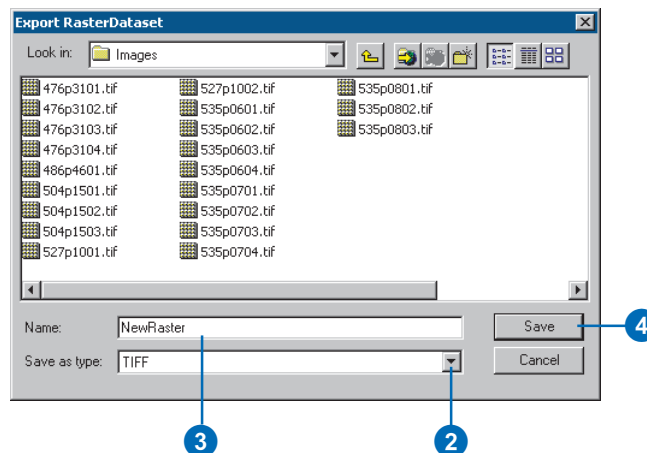 Export RasterDataset
Look in: Images
476p3101.tif
476p3102.tif
476p3103.tif
476p3104.tif
486p4601.tif
504p1501.tif
504p1502.tif
504p1503.tif
527p1001.tif
527p1002.tif
535p0601.tif
535p0602.tif
535p0603.tif
535p0604.tif
535p0701.tif
535p0702.tif
535p0703.tif
535p0704.tif
535p0801.tif
535p0802.tif
535p0803.tif
Name: NewRaster Save 4
Save as type: TIFF Cancel
3 2